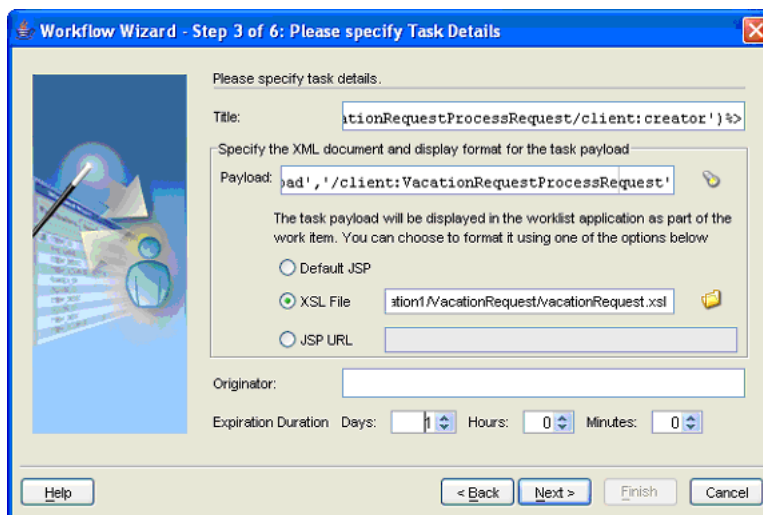 Workflow Wizard - Step 3 of 6: Please specify Task Details
Please specify task details.
Title: ationRequestProcessRequest/client:creator')%>
Specify the XML document and display format for the task payload
Payload: oad','/client:VacationRequestProcessRequest'
The task payload will be displayed in the worklist application as part of the
work item. You can choose to format it using one of the options below
Default JSP
XSL File ation1/VacationRequest/vacationRequest.xsl
JSP URL
Originator:
Expiration Duration Days: 1 Hours: 0 Minutes: 0
Help < Back Next > Finish Cancel